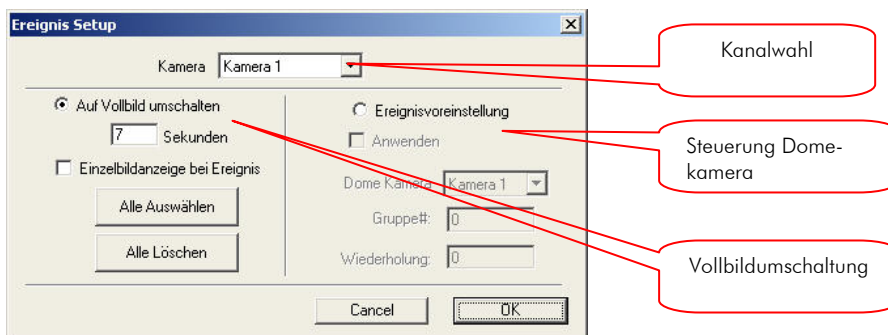 Ereignis Setup
Kamera Kamera 1
Auf Vollbild umschalten
7 Sekunden
Einzelbildanzeige bei Ereignis
Alle Auswählen
Alle Löschen
Ereignisvoreinstellung
Anwenden
Dome Kamera Kamera 1
Gruppe#: 0
Wiederholung: 0
Cancel
OK
Kanalwahl
Steuerung Dome-
kamera
Vollbildumschaltung